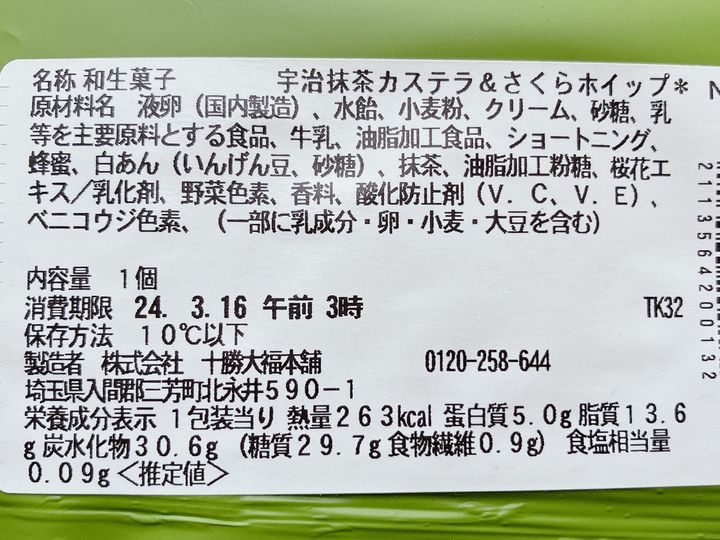 名称 和生菓子 宇治抹茶カステラ＆さくらホイップ＊ N
原材料名 液卵（国内製造）、水飴、小麦粉、クリーム、砂糖、乳
等を主要原料とする食品、牛乳、油脂加工食品、ショートニング、
蜂蜜、白あん（いんげん豆、砂糖）、抹茶、油脂加工粉糖、桜花エ
キス／乳化剤、野菜色素、香料、酸化防止剤（Ｖ．Ｃ、Ｖ．Ｅ）、
ベニコウジ色素、（一部に乳成分・卵・小麦・大豆を含む）
内容量 １個
消費期限 24. 3.16 午前 3時 TK32
保存方法 １０℃以下
製造者 株式会社 十勝大福本舗 0120-258-644
埼玉県入間郡三芳町北永井５９０－１
栄養成分表示 １包装当り 熱量２６３kcal 蛋白質５.０g 脂質１３.６
g 炭水化物３０.６g （糖質２９.７g 食物繊維０.９g） 食塩相当量
０.０９g＜推定値＞
2113564200132